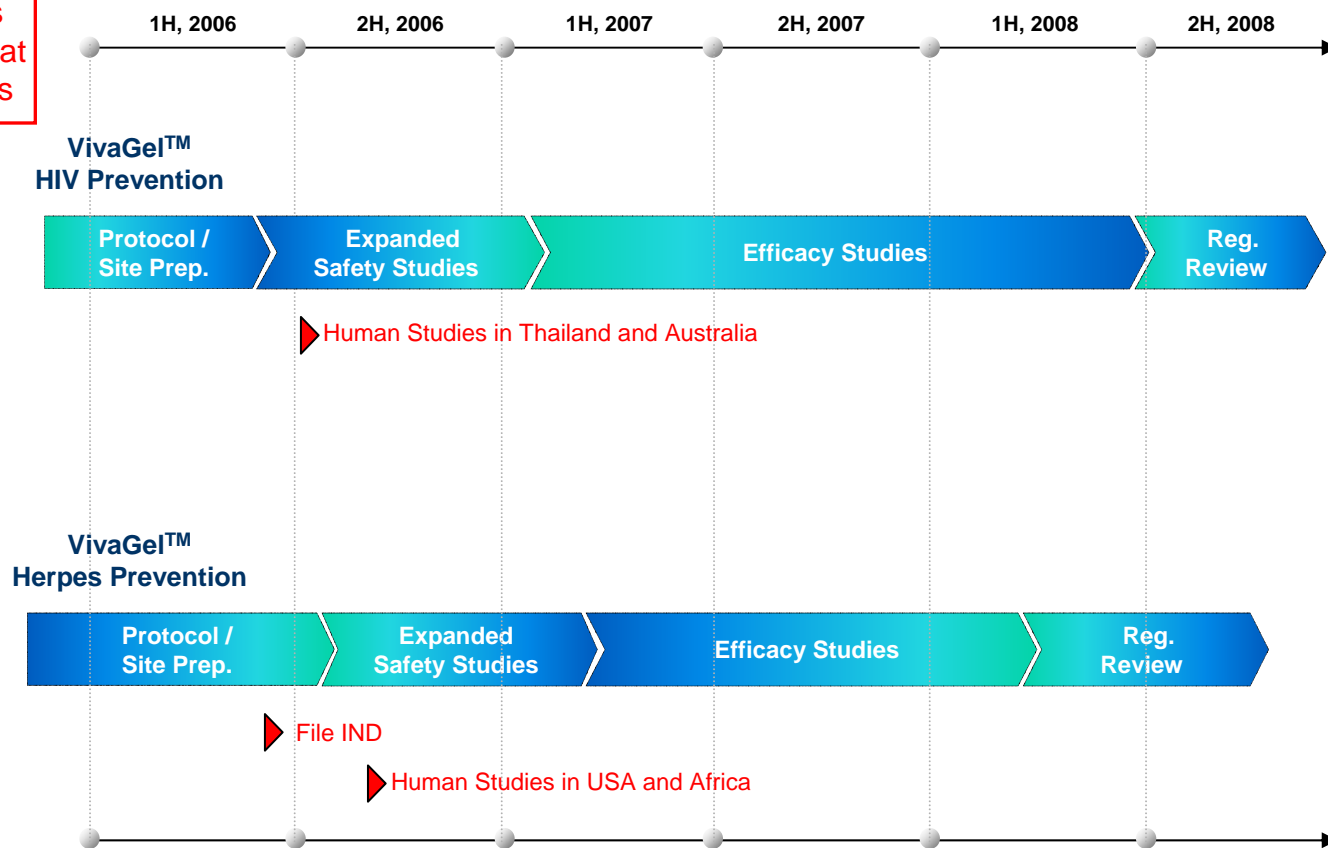 s
at
s
1H, 2006 2H, 2006 1H, 2007 2H, 2007 1H, 2008 2H, 2008
VivaGel™
HIV Prevention
Protocol /
Site Prep.
Expanded
Safety Studies
Efficacy Studies
Reg.
Review
Human Studies in Thailand and Australia
VivaGel™
Herpes Prevention
Protocol /
Site Prep.
Expanded
Safety Studies
Efficacy Studies
Reg.
Review
File IND
Human Studies in USA and Africa